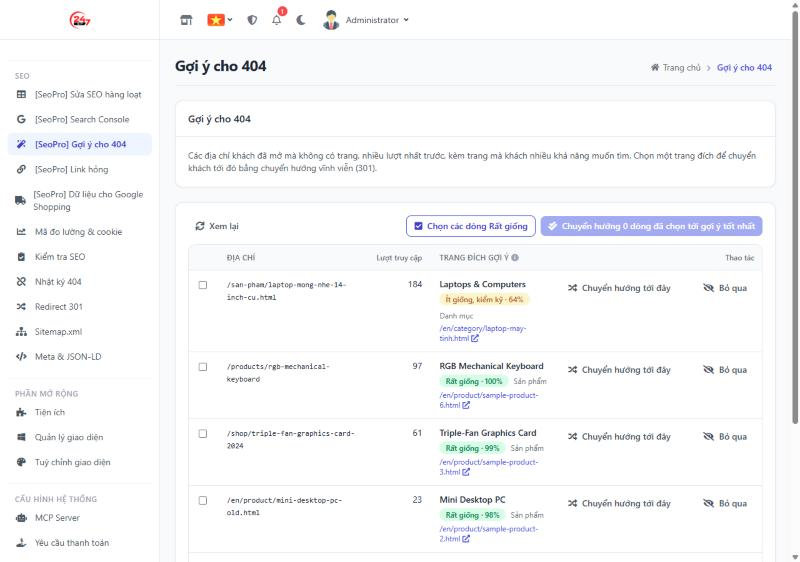 247
1
Administrator
SEO
[SeoPro] Sửa SEO hàng loạt
[SeoPro] Search Console
[SeoPro] Gợi ý cho 404
[SeoPro] Link hỏng
[SeoPro] Dữ liệu cho Google
Shopping
Mã đo lường & cookie
Kiểm tra SEO
Nhật ký 404
Redirect 301
Sitemap.xml
Meta & JSON-LD
PHẦN MỞ RỘNG
Tiện ích
Quản lý giao diện
Tuỳ chỉnh giao diện
CẤU HÌNH HỆ THỐNG
MCP Server
Yêu cầu thanh toán
Gợi ý cho 404
Trang chủ > Gợi ý cho 404
Gợi ý cho 404
Các địa chỉ khách đã mở mà không có trang, nhiều lượt nhất trước, kèm trang mà khách nhiều khả năng muốn tìm. Chọn một trang đích để chuyển
khách tới đó bằng chuyển hướng vĩnh viễn (301).
Xem lại
Chọn các dòng Rất giống
Chuyển hướng 0 dòng đã chọn tới gợi ý tốt nhất
ĐỊA CHỈ Lượt truy cập TRANG ĐÍCH GỢI Ý Thao tác
/san-pham/laptop-mong-nhe-14-
inch-cu.html
184
Laptops & Computers
Ít giống, kiểm kỹ · 64%
Danh mục
/en/category/laptop-may-
tinh.html
Chuyển hướng tới đây
Bỏ qua
/products/rgb-mechanical-
keyboard
97
RGB Mechanical Keyboard
Rất giống · 100% Sản phẩm
/en/product/sample-product-
6.html
Chuyển hướng tới đây
Bỏ qua
/shop/triple-fan-graphics-card-
2024
61
Triple-Fan Graphics Card
Rất giống · 99% Sản phẩm
/en/product/sample-product-
3.html
Chuyển hướng tới đây
Bỏ qua
/en/product/mini-desktop-pc-
old.html
23
Mini Desktop PC
Rất giống · 98% Sản phẩm
/en/product/sample-product-
2.html
Chuyển hướng tới đây
Bỏ qua